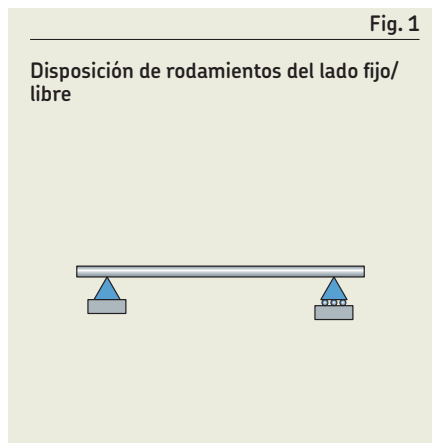 Fig. 1
Disposición de rodamientos del lado fijo/
libre